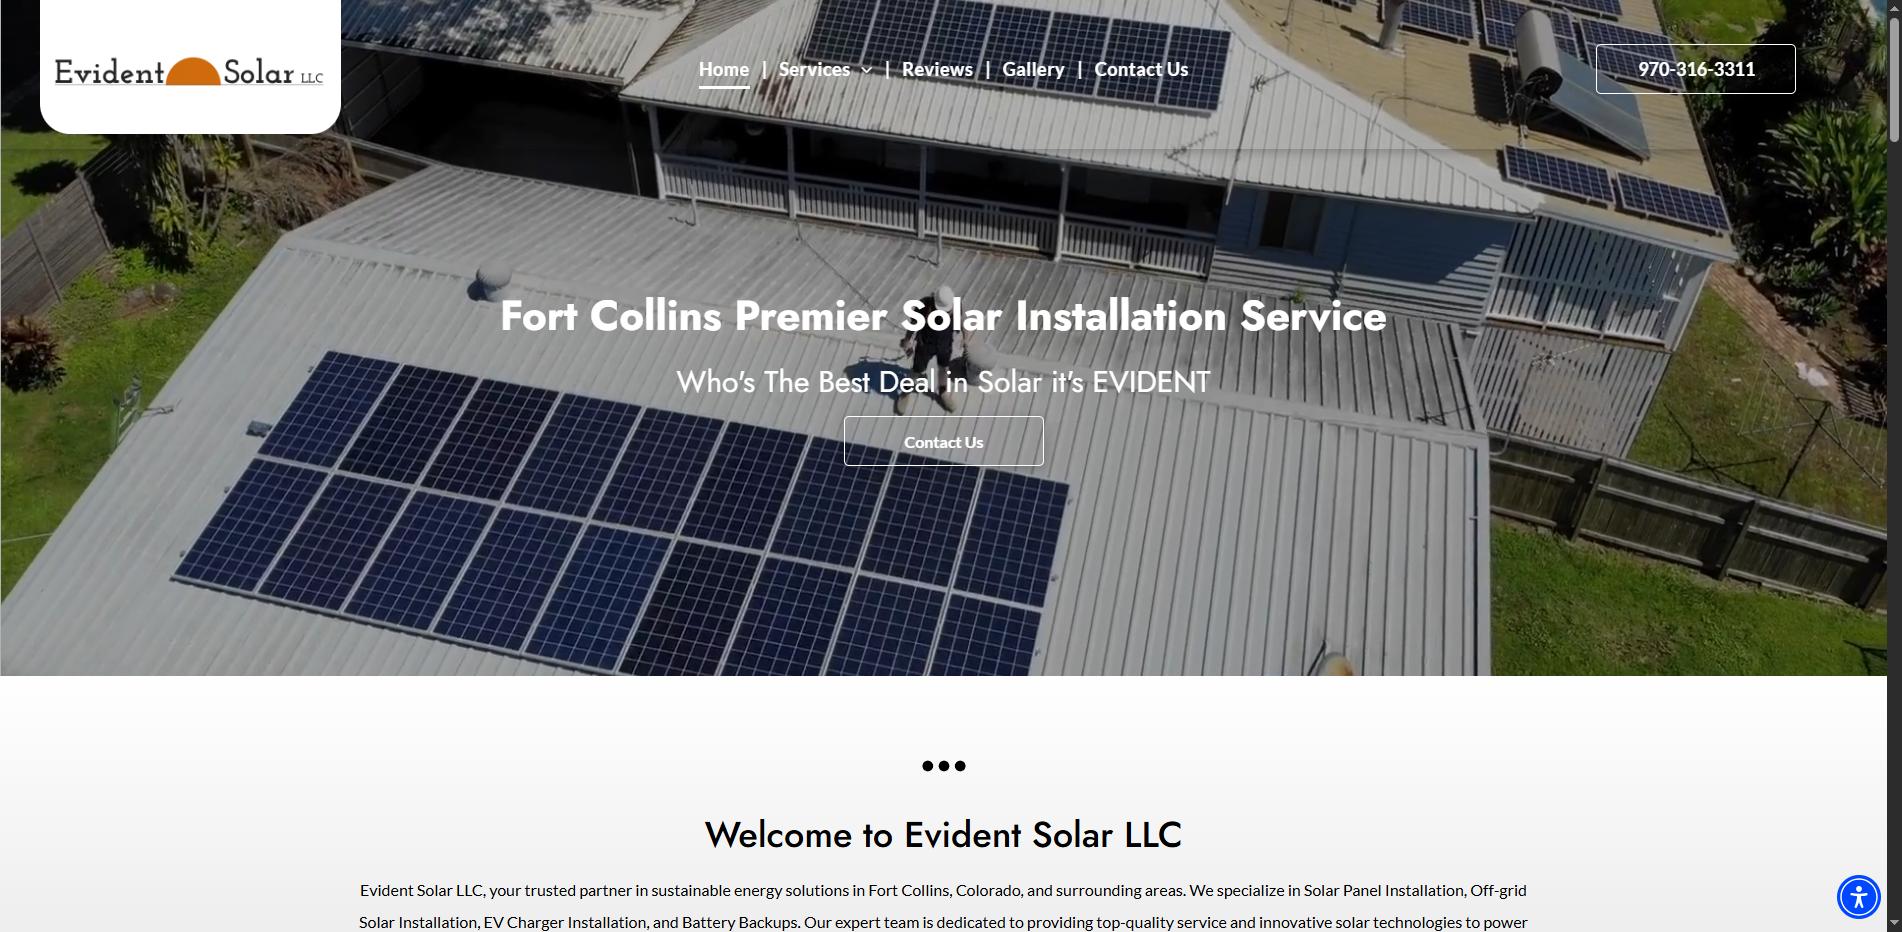 Evident Solar LLC
Home | Services | Reviews | Gallery | Contact Us
970-316-3311
Fort Collins Premier Solar Installation Service
Who's The Best Deal in Solar it's EVIDENT
Contact Us
Welcome to Evident Solar LLC
Evident Solar LLC, your trusted partner in sustainable energy solutions in Fort Collins, Colorado, and surrounding areas. We specialize in Solar Panel Installation, Off-grid
Solar Installation, EV Charger Installation, and Battery Backups. Our expert team is dedicated to providing top-quality service and innovative solar technologies to power